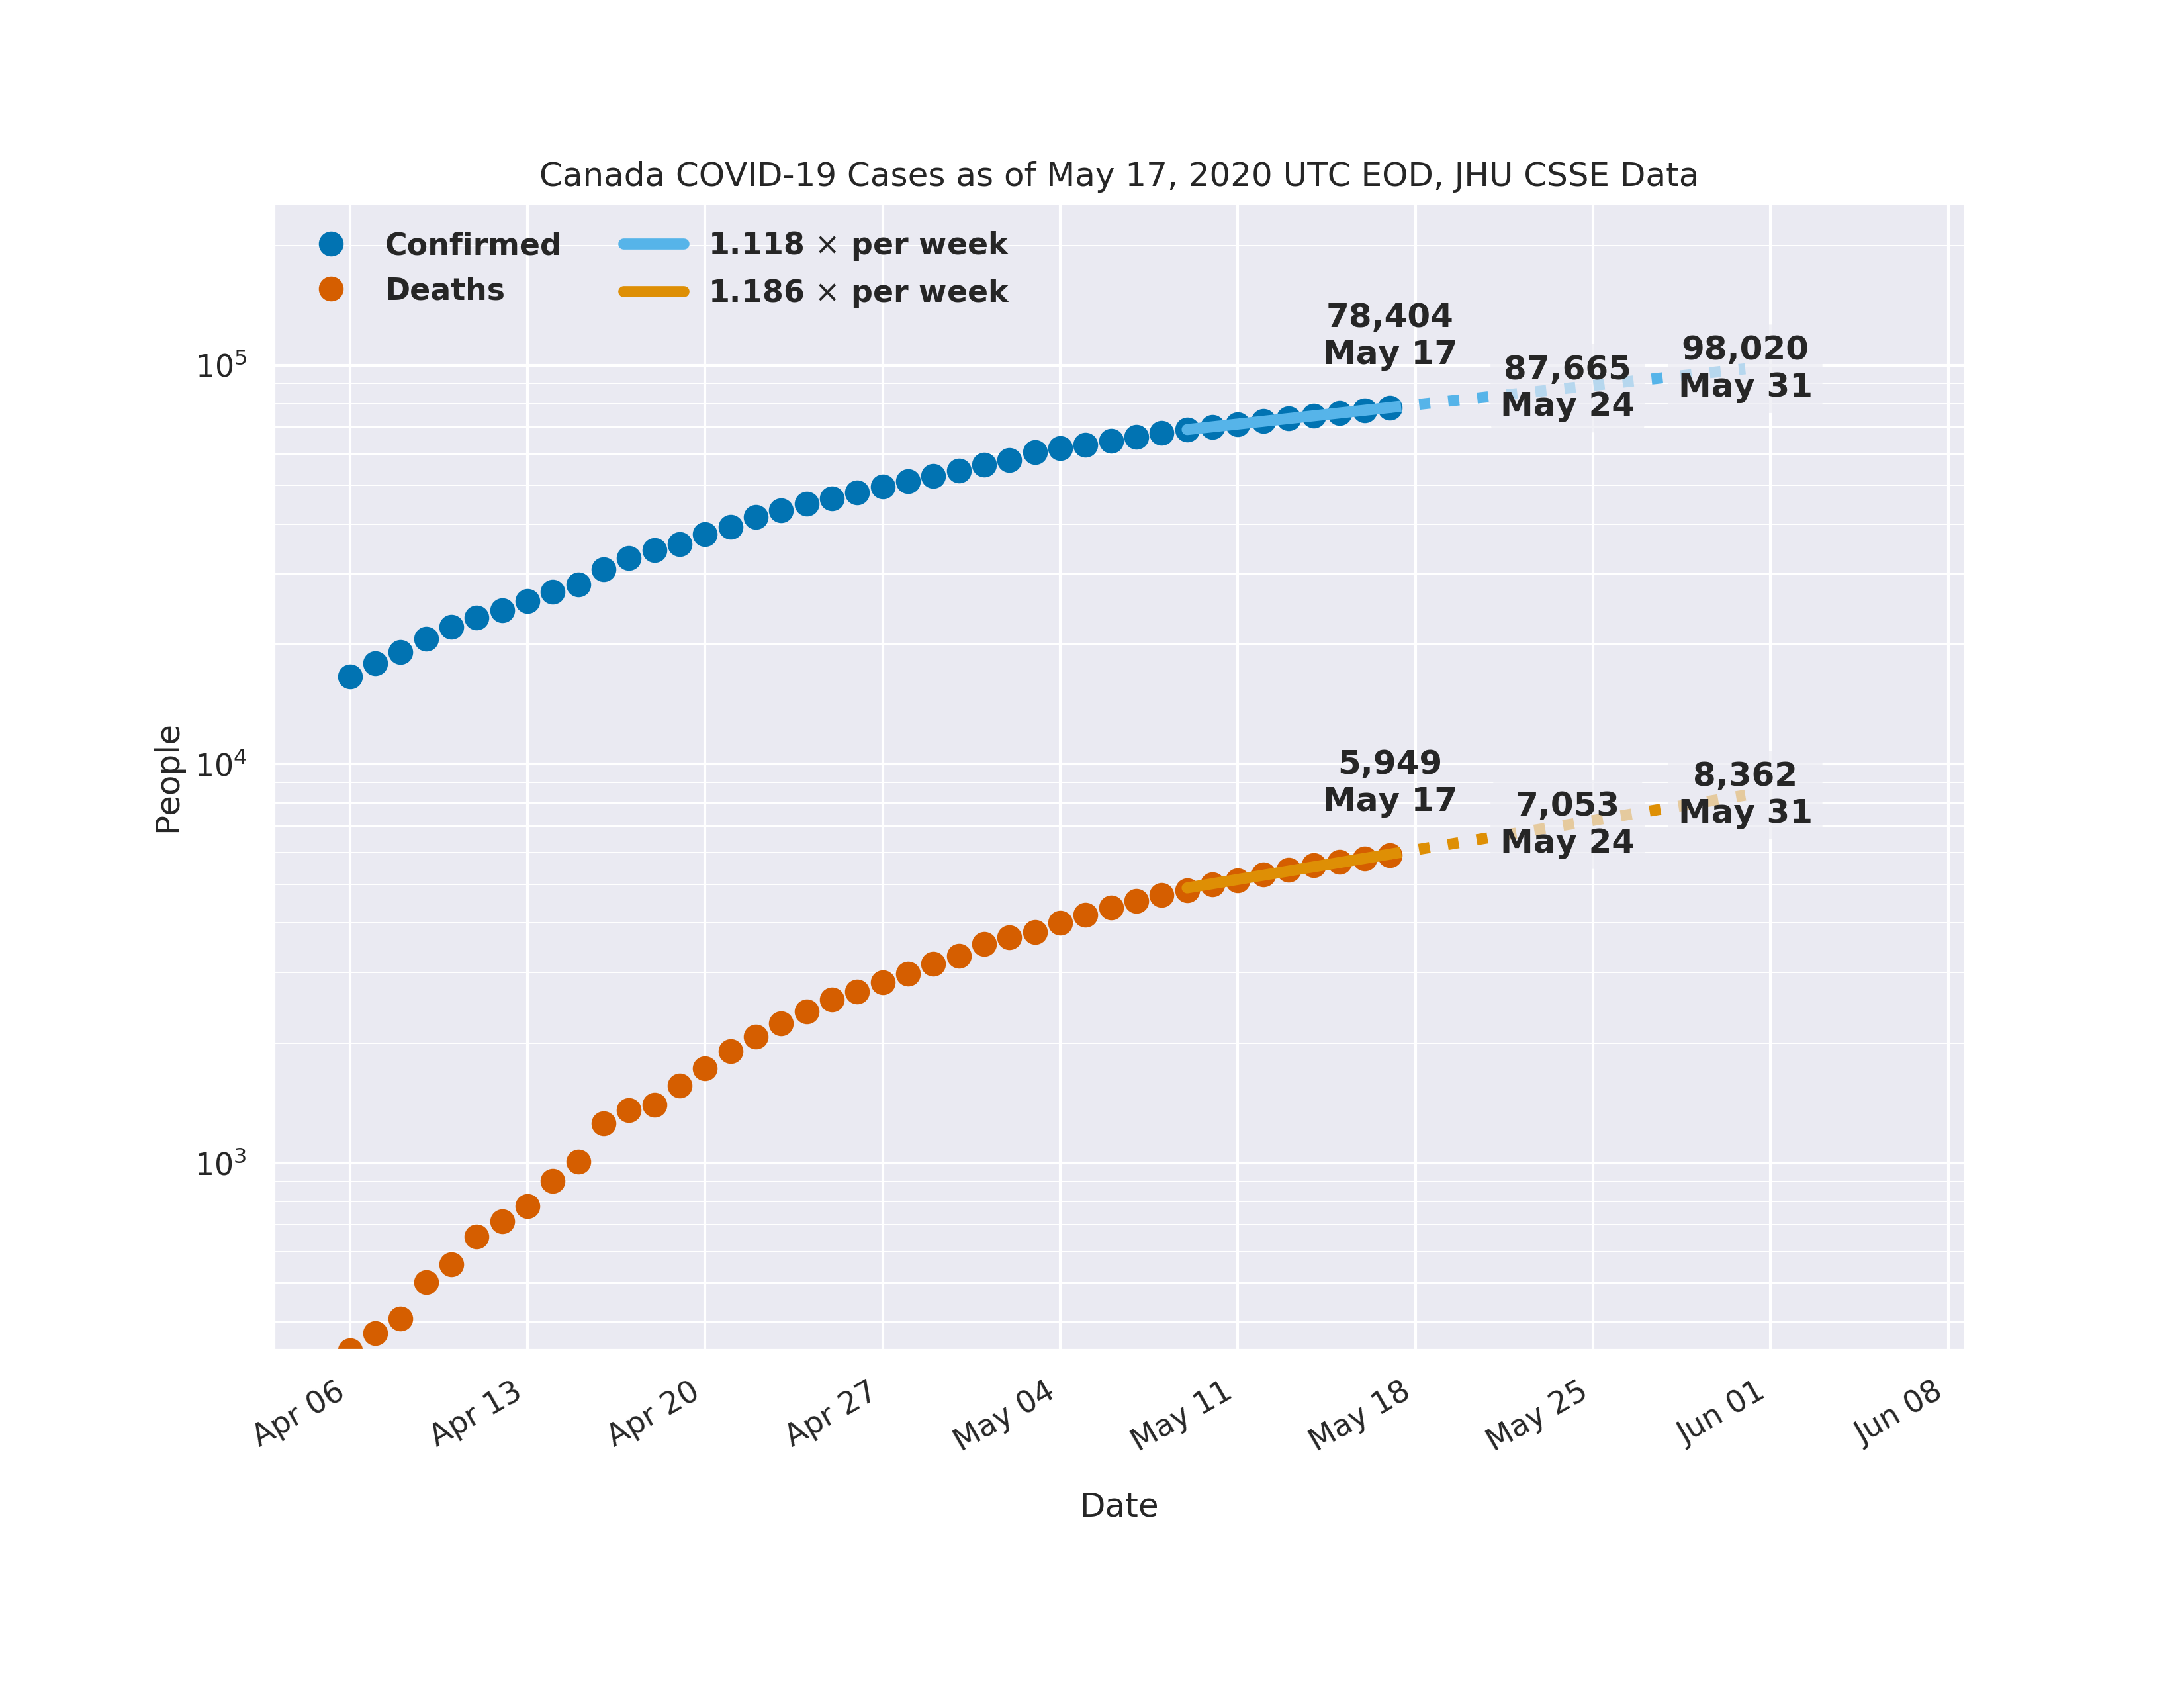 Canada COVID-19 Cases as of May 17, 2020 UTC EOD, JHU CSSE Data
Confirmed
Deaths
1.118 × per week
1.186 × per week
78,404
May 17
87,665
May 24
98,020
May 31
5,949
May 17
7,053
May 24
8,362
May 31
10⁵
10⁴
10³
People
Apr 06
Apr 13
Apr 20
Apr 27
May 04
May 11
May 18
May 25
Jun 01
Jun 08
Date